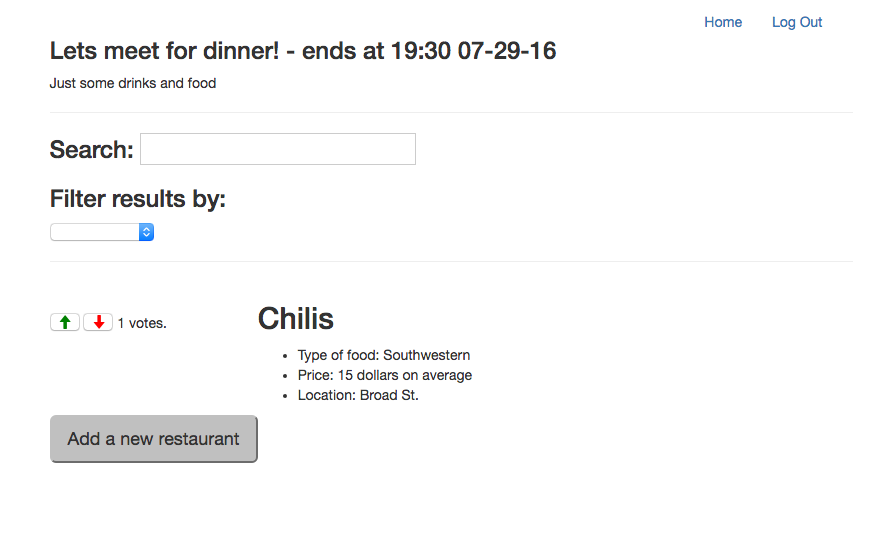 Home Log Out
Lets meet for dinner! - ends at 19:30 07-29-16
Just some drinks and food
Search:
Filter results by:
1 votes.
Chilis
Type of food: Southwestern
Price: 15 dollars on average
Location: Broad St.
Add a new restaurant